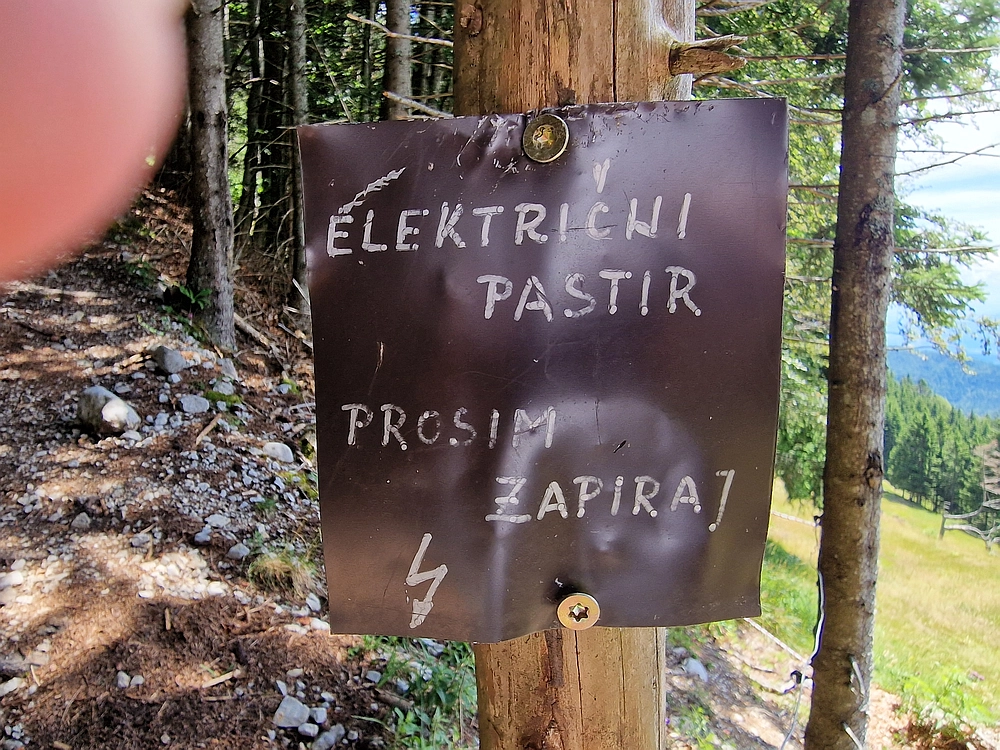 ELEKTRIČNI
PASTIR
PROSIM
ZAPIRAJ